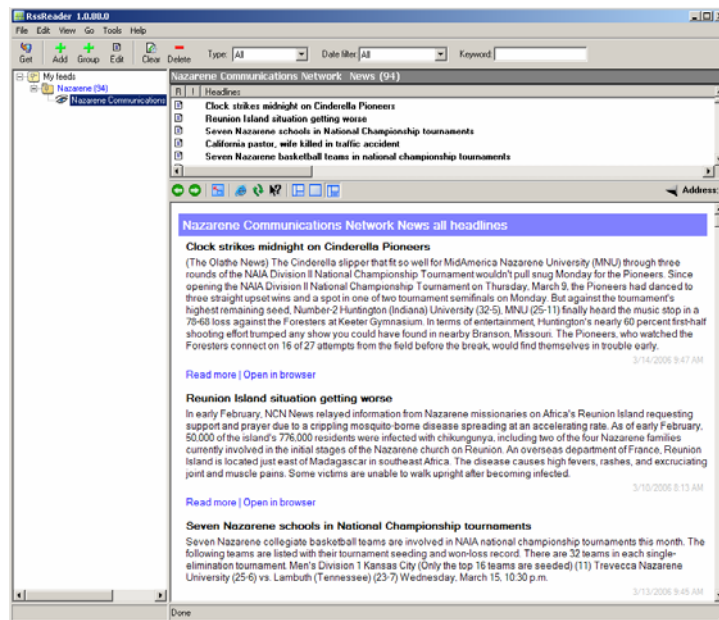 RssReader 1.0.88.0
File Edit View Go Tools Help
Get Add Group Edit Clear Delete Type: All Date filter: All Keyword:
My feeds
Nazarene (94)
Nazarene Communications
Nazarene Communications Network News (94)
R ! Headlines
Clock strikes midnight on Cinderella Pioneers
Reunion Island situation getting worse
Seven Nazarene schools in National Championship tournaments
California pastor, wife killed in traffic accident
Seven Nazarene basketball teams in national championship tournaments
Address:
Nazarene Communications Network News all headlines
Clock strikes midnight on Cinderella Pioneers
(The Olathe News) The Cinderella slipper that fit so well for MidAmerica Nazarene University (MNU) through three
rounds of the NAIA Division II National Championship Tournament wouldn't pull snug Monday for the Pioneers. Since
opening the NAIA Division II National Championship Tournament on Thursday, March 9, the Pioneers had danced to
three straight upset wins and a spot in one of two tournament semifinals on Monday. But against the tournament's
highest remaining seed, Number-2 Huntington (Indiana) University (32-5), MNU (25-11) finally heard the music stop in a
78-68 loss against the Foresters at Keeter Gymnasium. In terms of entertainment, Huntington's nearly 60 percent first-half
shooting effort trumped any show you could have found in nearby Branson, Missouri. The Pioneers, who watched the
Foresters connect on 16 of 27 attempts from the field before the break, would find themselves in trouble early.
3/14/2006 9:47 AM
Read more | Open in browser
Reunion Island situation getting worse
In early February, NCN News relayed information from Nazarene missionaries on Africa's Reunion Island requesting
support and prayer due to a crippling mosquito-borne disease spreading at an accelerating rate. As of early February,
50,000 of the island's 776,000 residents were infected with chikungunya, including two of the four Nazarene families
currently involved in the initial stages of the Nazarene church on Reunion. An overseas department of France, Reunion
Island is located just east of Madagascar in southeast Africa. The disease causes high fevers, rashes, and excruciating
joint and muscle pains. Some victims are unable to walk upright after becoming infected.
3/10/2006 8:13 AM
Read more | Open in browser
Seven Nazarene schools in National Championship tournaments
Seven Nazarene collegiate basketball teams are involved in NAIA national championship tournaments this month. The
following teams are listed with their tournament seeding and won-loss record. There are 32 teams in each single-
elimination tournament. Men's Division 1 Kansas City (Only the top 16 teams are seeded) (11) Trevecca Nazarene
University (25-6) vs. Lambuth (Tennessee) (23-7) Wednesday, March 15, 10:30 p.m.
3/13/2006 9:45 AM
Done